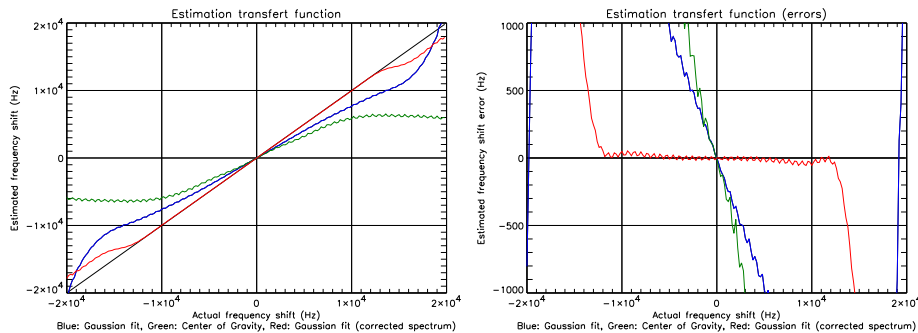 Estimation transfert function
2×10⁴
1×10⁴
0
−1×10⁴
−2×10⁴
Estimated frequency shift (Hz)
−2×10⁴ −1×10⁴ 0 1×10⁴ 2×10⁴
Actual frequency shift (Hz)
Blue: Gaussian fit, Green: Center of Gravity, Red: Gaussian fit (corrected spectrum)
Estimation transfert function (errors)
1000
500
0
−500
−1000
Estimated frequency shift error (Hz)
−2×10⁴ −1×10⁴ 0 1×10⁴ 2×10⁴
Actual frequency shift (Hz)
Blue: Gaussian fit, Green: Center of Gravity, Red: Gaussian fit (corrected spectrum)